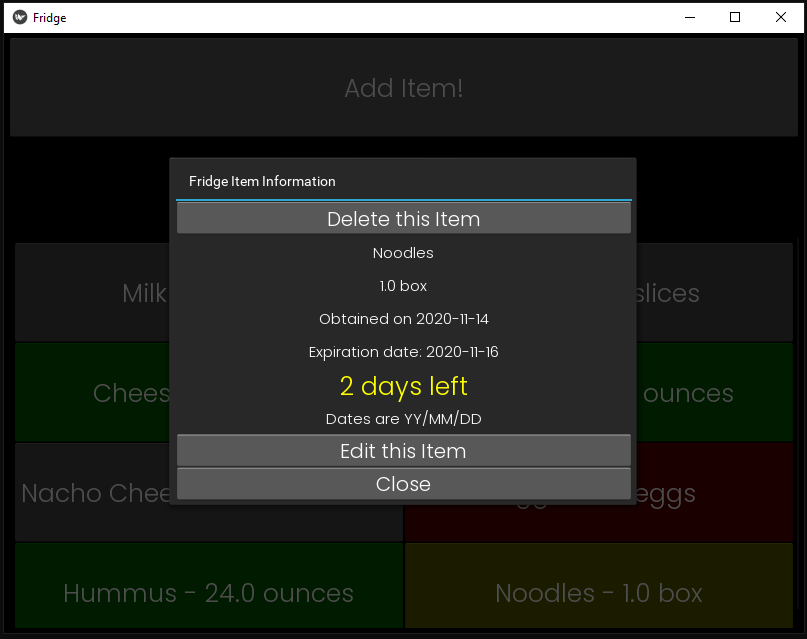 Fridge
Add Item!
Fridge Item Information
Delete this Item
Noodles
1.0 box
Obtained on 2020-11-14
Expiration date: 2020-11-16
2 days left
Dates are YY/MM/DD
Edit this Item
Close
Milk
slices
Chees
ounces
Nacho Chee
eggs
Hummus - 24.0 ounces
Noodles - 1.0 box